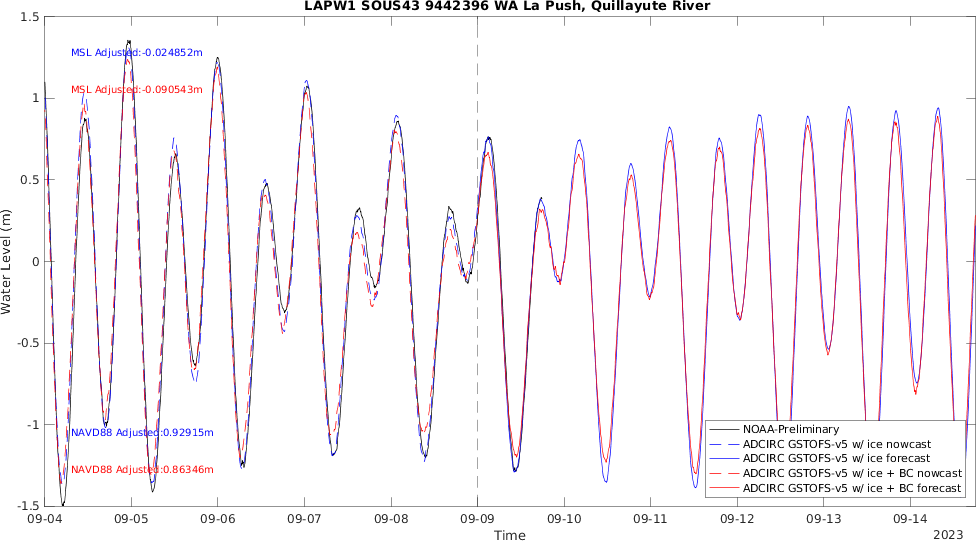 LAPW1 SOUS43 9442396 WA La Push, Quillayute River
1.5
1
0.5
0
-0.5
-1
-1.5
Water Level (m)
MSL Adjusted:-0.024852m
MSL Adjusted:-0.090543m
NAVD88 Adjusted:0.92915m
NAVD88 Adjusted:0.86346m
NOAA-Preliminary
ADCIRC GSTOFS-v5 w/ ice nowcast
ADCIRC GSTOFS-v5 w/ ice forecast
ADCIRC GSTOFS-v5 w/ ice + BC nowcast
ADCIRC GSTOFS-v5 w/ ice + BC forecast
09-04 09-05 09-06 09-07 09-08 09-09 09-10 09-11 09-12 09-13 09-14
Time
2023